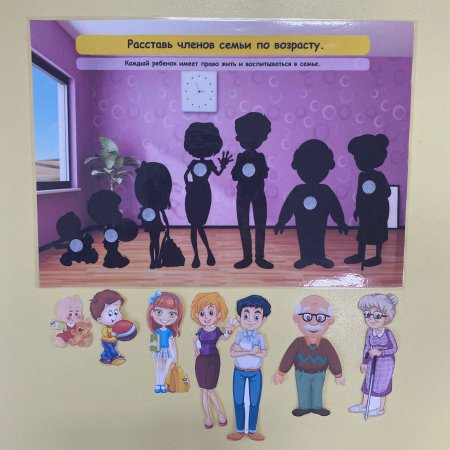 Расставь членов семьи по возрасту.
Каждый ребенок имеет право жить и воспитываться в семье.